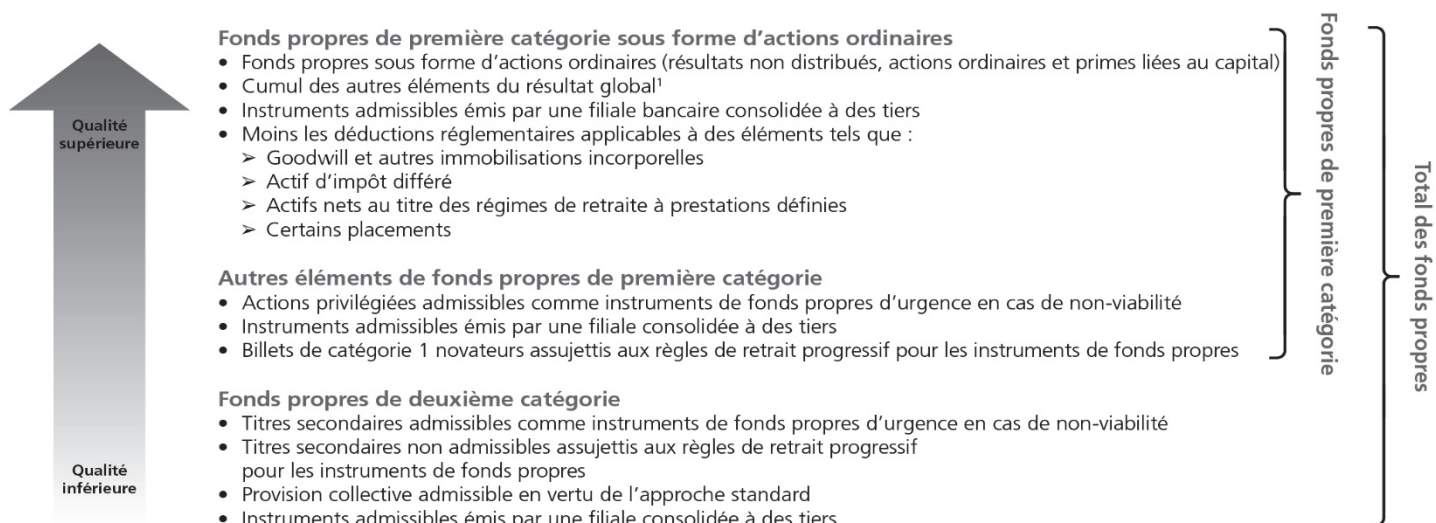 Fonds propres de première catégorie sous forme d'actions ordinaires
• Fonds propres sous forme d'actions ordinaires (résultats non distribués, actions ordinaires et primes liées au capital)
• Cumul des autres éléments du résultat global¹
• Instruments admissibles émis par une filiale bancaire consolidée à des tiers
• Moins les déductions réglementaires applicables à des éléments tels que :
➢ Goodwill et autres immobilisations incorporelles
➢ Actif d'impôt différé
➢ Actifs nets au titre des régimes de retraite à prestations définies
➢ Certains placements
Autres éléments de fonds propres de première catégorie
• Actions privilégiées admissibles comme instruments de fonds propres d'urgence en cas de non-viabilité
• Instruments admissibles émis par une filiale consolidée à des tiers
• Billets de catégorie 1 novateurs assujettis aux règles de retrait progressif pour les instruments de fonds propres
Fonds propres de deuxième catégorie
• Titres secondaires admissibles comme instruments de fonds propres d'urgence en cas de non-viabilité
• Titres secondaires non admissibles assujettis aux règles de retrait progressif
pour les instruments de fonds propres
• Provision collective admissible en vertu de l'approche standard
• Instruments admissibles émis par une filiale consolidée à des tiers
Qualité
supérieure
Qualité
inférieure
Fonds propres de première catégorie
Total des fonds propres